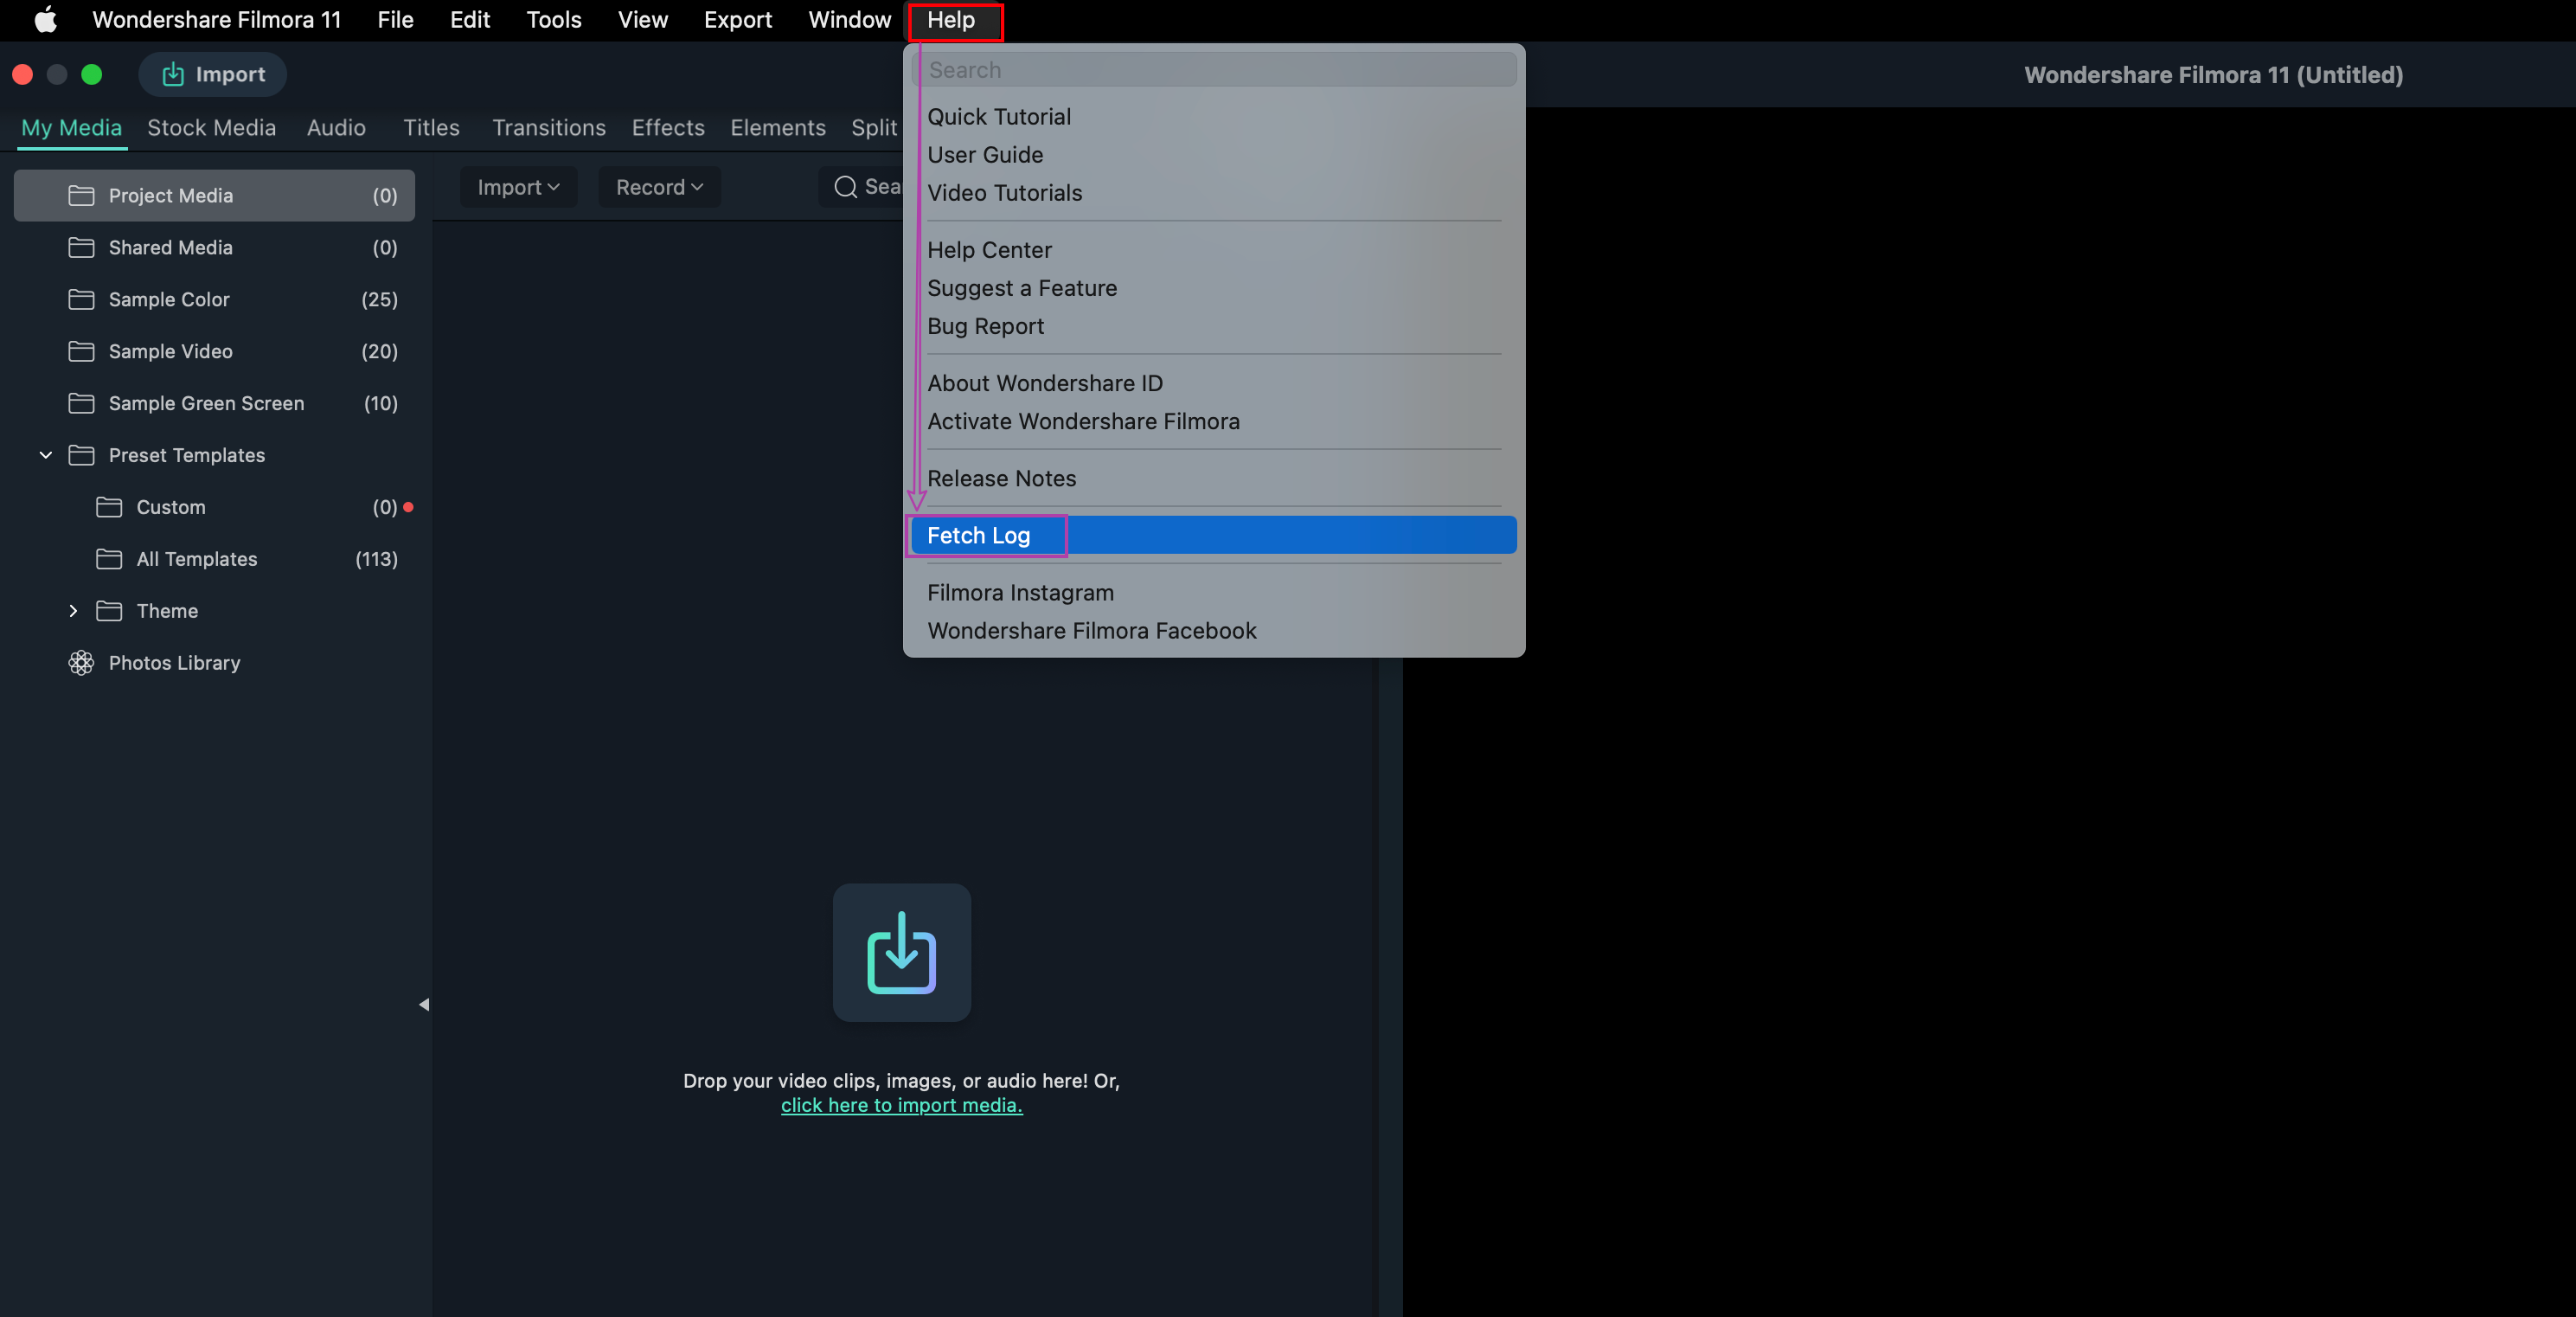 Wondershare Filmora 11 File Edit Tools View Export Window Help
Import
Wondershare Filmora 11 (Untitled)
My Media Stock Media Audio Titles Transitions Effects Elements Split
Import Record Sea
Project Media (0)
Shared Media (0)
Sample Color (25)
Sample Video (20)
Sample Green Screen (10)
Preset Templates
Custom (0)
All Templates (113)
Theme
Photos Library
Search
Quick Tutorial
User Guide
Video Tutorials
Help Center
Suggest a Feature
Bug Report
About Wondershare ID
Activate Wondershare Filmora
Release Notes
Fetch Log
Filmora Instagram
Wondershare Filmora Facebook
Drop your video clips, images, or audio here! Or,
click here to import media.